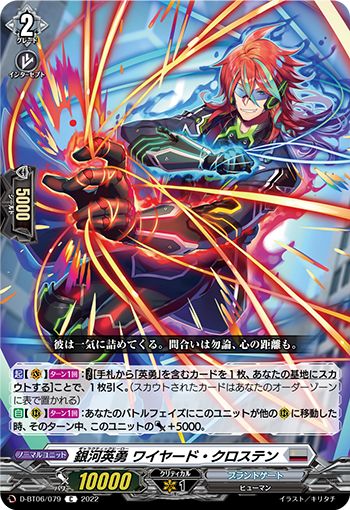 2
グレード
インターセプト
5000
シールド
彼は一気に詰めてくる。間合いは勿論、心の距離も。
起【R】【ターン1回】:【手札から「英勇」を含むカードを1枚、あなたの基地にスカ
ウトする】ことで、1枚引く。(スカウトされたカードはあなたのオーダーゾーン
に表で置かれる)
自【R】【ターン1回】:あなたのバトルフェイズにこのユニットが他のRに移動した
時、そのターン中、このユニットの+5000。
ノーマルユニット
銀河英勇 ワイヤード・クロステン
D-BT06/079 C 2022
パワー
10000
クリティカル
1
ブラントゲート
ヒューマン
イラスト/キリタチ